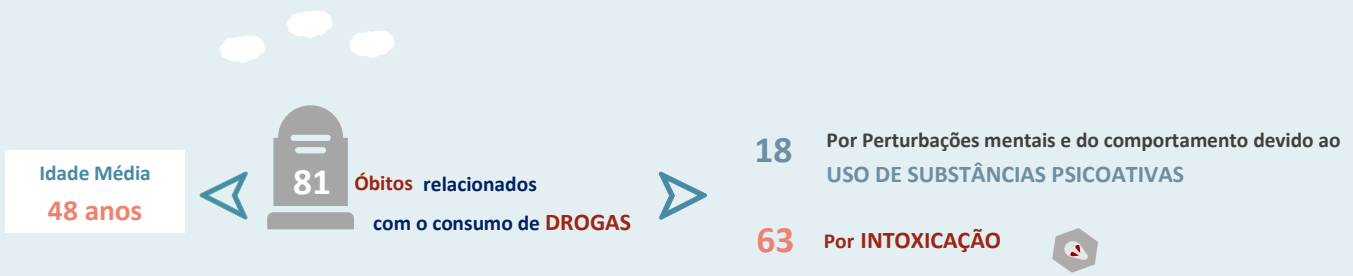 Idade Média
48 anos
81 Óbitos relacionados
com o consumo de DROGAS
18 Por Perturbações mentais e do comportamento devido ao
USO DE SUBSTÂNCIAS PSICOATIVAS
63 Por INTOXICAÇÃO